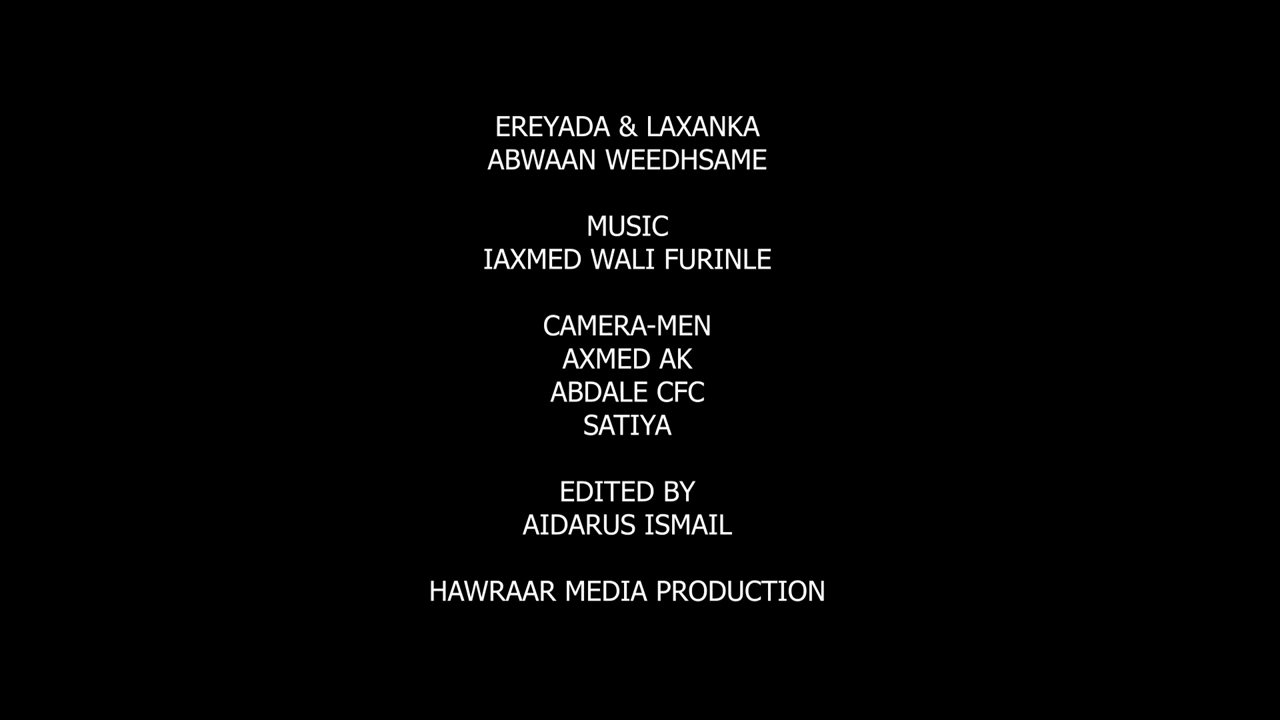 EREYADA & LAXANKA
ABWAAN WEEDHSAME
MUSIC
IAXMED WALI FURINLE
CAMERA-MEN
AXMED AK
ABDALE CFC
SATIYA
EDITED BY
AIDARUS ISMAIL
HAWRAAR MEDIA PRODUCTION